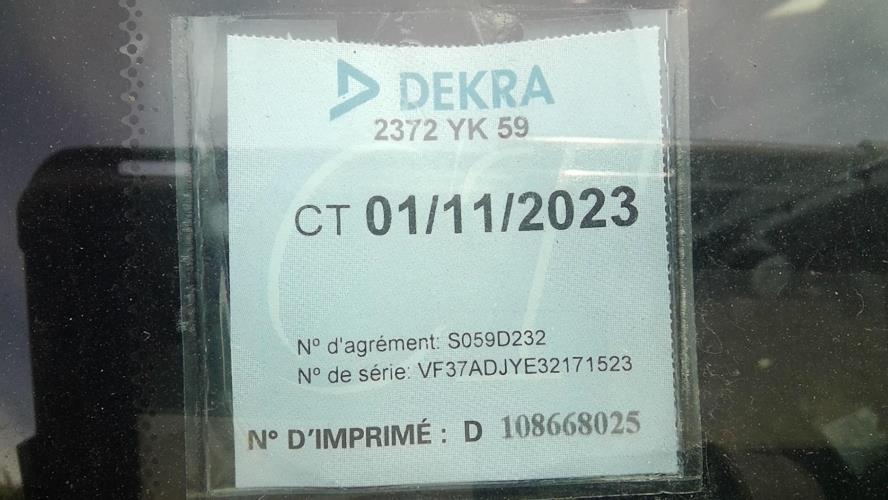 DEKRA
2372 YK 59
CT 01/11/2023
N° d'agrément: S059D232
N° de série: VF37ADJYE32171523
N° D'IMPRIMÉ : D 108668025